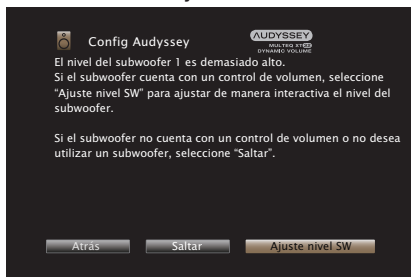 Config Audyssey
AUDYSSEY
MULTEQ XT32
DYNAMIC VOLUME
El nivel del subwoofer 1 es demasiado alto.
Si el subwoofer cuenta con un control de volumen, seleccione
“Ajuste nivel SW” para ajustar de manera interactiva el nivel del
subwoofer.
Si el subwoofer no cuenta con un control de volumen o no desea
utilizar un subwoofer, seleccione “Saltar”.
Atrás
Saltar
Ajuste nivel SW